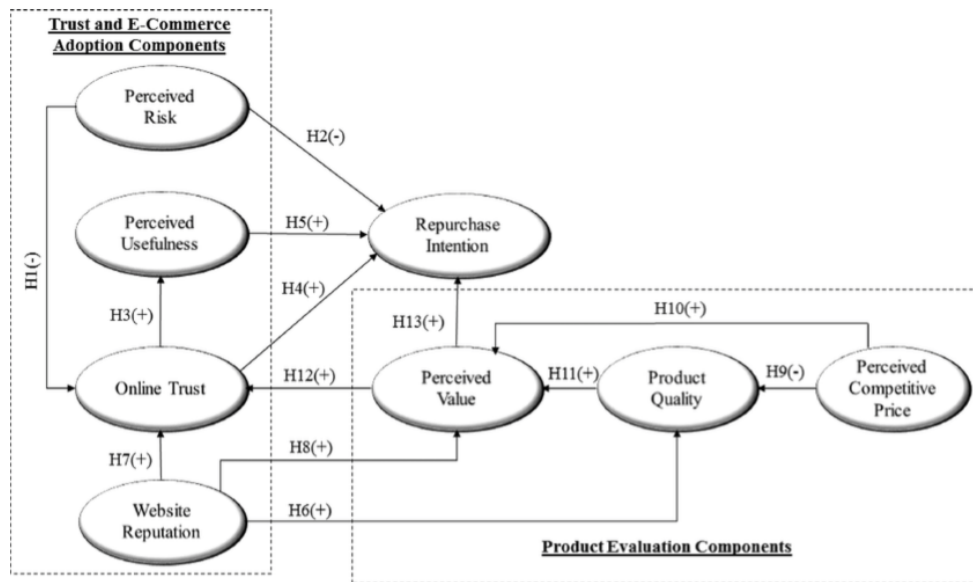 Trust and E-Commerce
Adoption Components
Perceived
Risk
H2(-)
Perceived
Usefulness
H5(+)
Repurchase
Intention
H1(-)
H3(+)
H4(+)
H13(+)
H10(+)
Online Trust
H12(+)
Perceived
Value
H11(+)
Product
Quality
H9(-)
Perceived
Competitive
Price
H7(+)
H8(+)
Website
Reputation
H6(+)
Product Evaluation Components